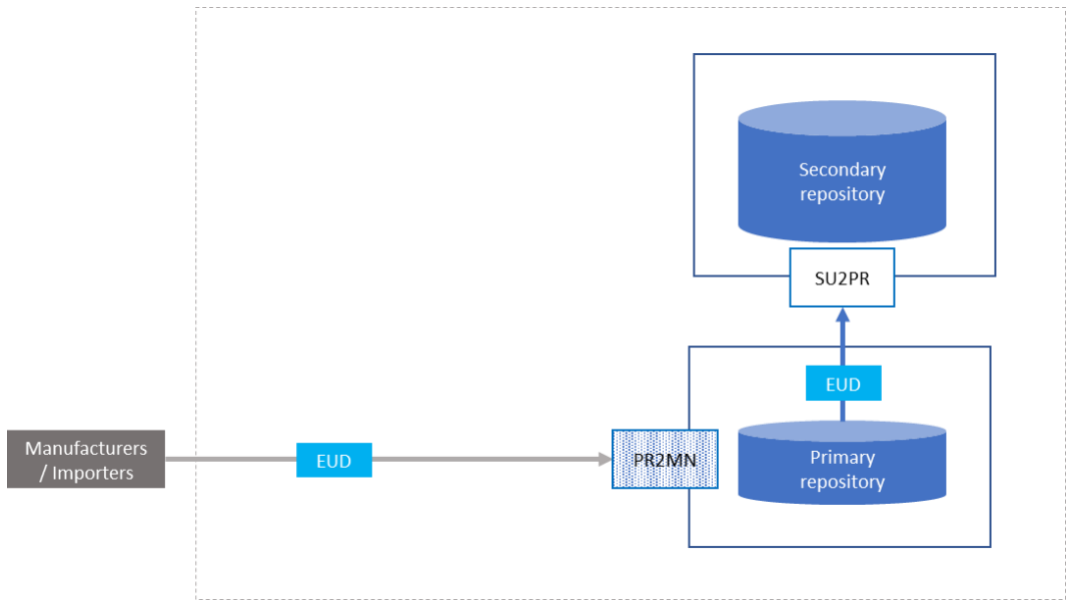 Secondary
repository
SU2PR
EUD
Manufacturers
/ Importers
EUD
PR2MN
Primary
repository